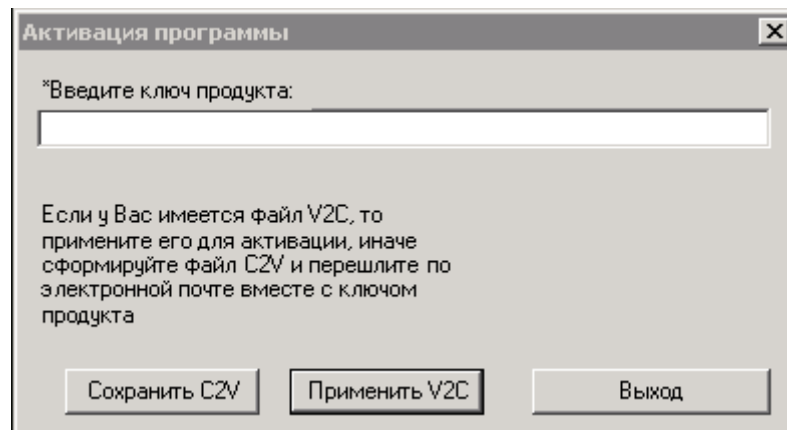 Активация программы
*Введите ключ продукта:
Если у Вас имеется файл V2C, то
примените его для активации, иначе
сформируйте файл C2V и перешлите по
электронной почте вместе с ключом
продукта
Сохранить C2V Применить V2C Выход